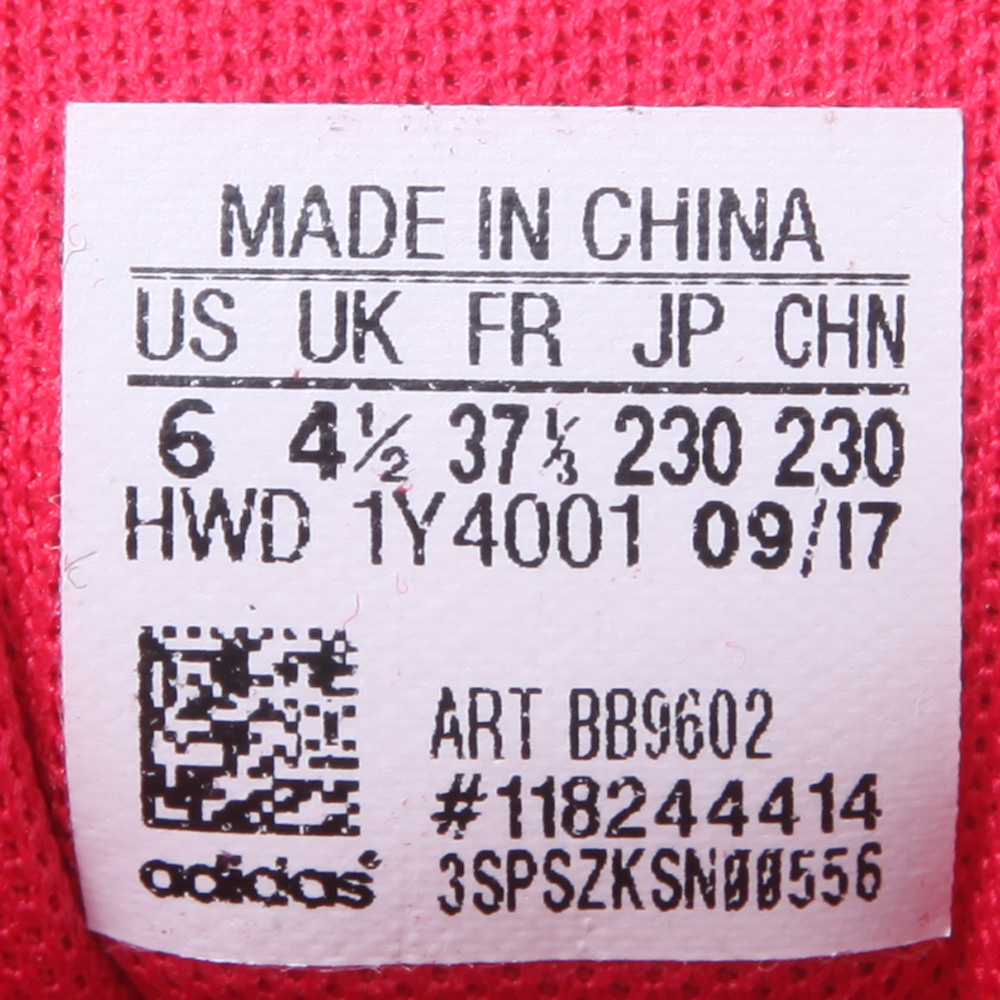 MADE IN CHINA
US UK FR JP CHN
6 4½ 37⅓ 230 230
HWD 1Y4001 09/17
ART BB9602
#118244414
adidas 3SPSZKSN00556